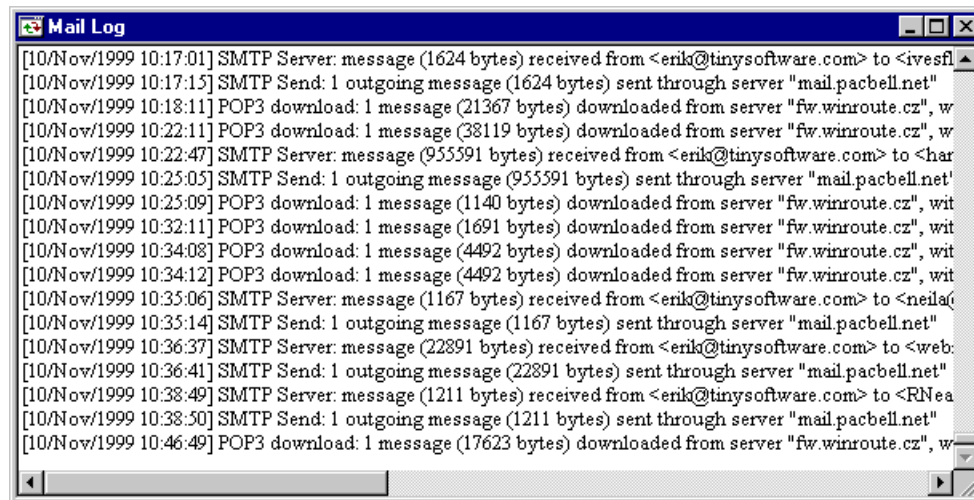 Mail Log
[10/Nov/1999 10:17:01] SMTP Server: message (1624 bytes) received from <erik@tinysoftware.com> to <ivesfl
[10/Nov/1999 10:17:15] SMTP Send: 1 outgoing message (1624 bytes) sent through server "mail.pacbell.net"
[10/Nov/1999 10:18:11] POP3 download: 1 message (21367 bytes) downloaded from server "fw.winroute.cz", w
[10/Nov/1999 10:22:11] POP3 download: 1 message (38119 bytes) downloaded from server "fw.winroute.cz", w
[10/Nov/1999 10:22:47] SMTP Server: message (955591 bytes) received from <erik@tinysoftware.com> to <har
[10/Nov/1999 10:25:05] SMTP Send: 1 outgoing message (955591 bytes) sent through server "mail.pacbell.net"
[10/Nov/1999 10:25:09] POP3 download: 1 message (1140 bytes) downloaded from server "fw.winroute.cz", wit
[10/Nov/1999 10:32:11] POP3 download: 1 message (1691 bytes) downloaded from server "fw.winroute.cz", wit
[10/Nov/1999 10:34:08] POP3 download: 1 message (4492 bytes) downloaded from server "fw.winroute.cz", wit
[10/Nov/1999 10:34:12] POP3 download: 1 message (4492 bytes) downloaded from server "fw.winroute.cz", wit
[10/Nov/1999 10:35:06] SMTP Server: message (1167 bytes) received from <erik@tinysoftware.com> to <neila@
[10/Nov/1999 10:35:14] SMTP Send: 1 outgoing message (1167 bytes) sent through server "mail.pacbell.net"
[10/Nov/1999 10:36:37] SMTP Server: message (22891 bytes) received from <erik@tinysoftware.com> to <web
[10/Nov/1999 10:36:41] SMTP Send: 1 outgoing message (22891 bytes) sent through server "mail.pacbell.net"
[10/Nov/1999 10:38:49] SMTP Server: message (1211 bytes) received from <erik@tinysoftware.com> to <RNea
[10/Nov/1999 10:38:50] SMTP Send: 1 outgoing message (1211 bytes) sent through server "mail.pacbell.net"
[10/Nov/1999 10:46:49] POP3 download: 1 message (17623 bytes) downloaded from server "fw.winroute.cz", w